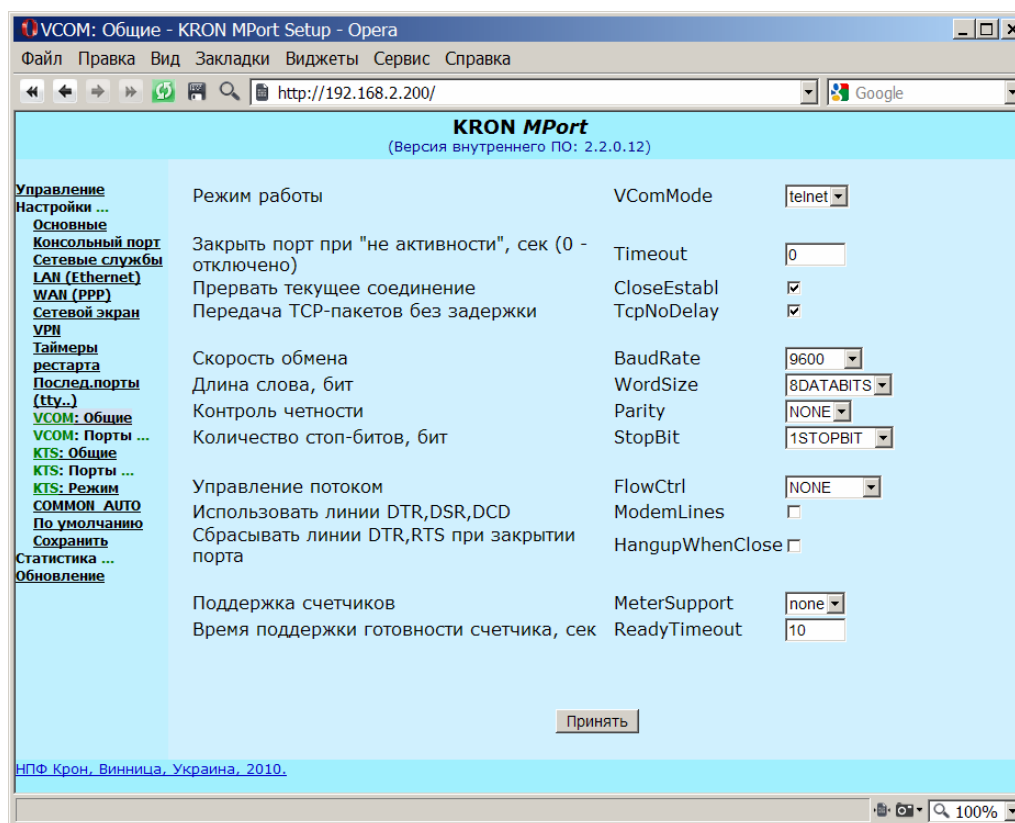 VCOM: Общие - KRON MPort Setup - Opera
Файл Правка Вид Закладки Виджеты Сервис Справка
http://192.168.2.200/ Google
KRON MPort
(Версия внутреннего ПО: 2.2.0.12)
Управление
Настройки ...
Основные
Консольный порт
Сетевые службы
LAN (Ethernet)
WAN (PPP)
Сетевой экран
VPN
Таймеры
рестарта
Послед.порты
(tty..)
VCOM: Общие
VCOM: Порты ...
KTS: Общие
KTS: Порты ...
KTS: Режим
COMMON_AUTO
По умолчанию
Сохранить
Статистика ...
Обновление
Режим работы VComMode telnet
Закрыть порт при "не активности", сек (0 -
отключено) Timeout 0
Прервать текущее соединение CloseEstabl
Передача TCP-пакетов без задержки TcpNoDelay
Скорость обмена BaudRate 9600
Длина слова, бит WordSize 8DATABITS
Контроль четности Parity NONE
Количество стоп-битов, бит StopBit 1STOPBIT
Управление потоком FlowCtrl NONE
Использовать линии DTR,DSR,DCD ModemLines
Сбрасывать линии DTR,RTS при закрытии
порта HangupWhenClose
Поддержка счетчиков MeterSupport none
Время поддержки готовности счетчика, сек ReadyTimeout 10
Принять
НПФ Крон, Винница, Украина, 2010.
100%